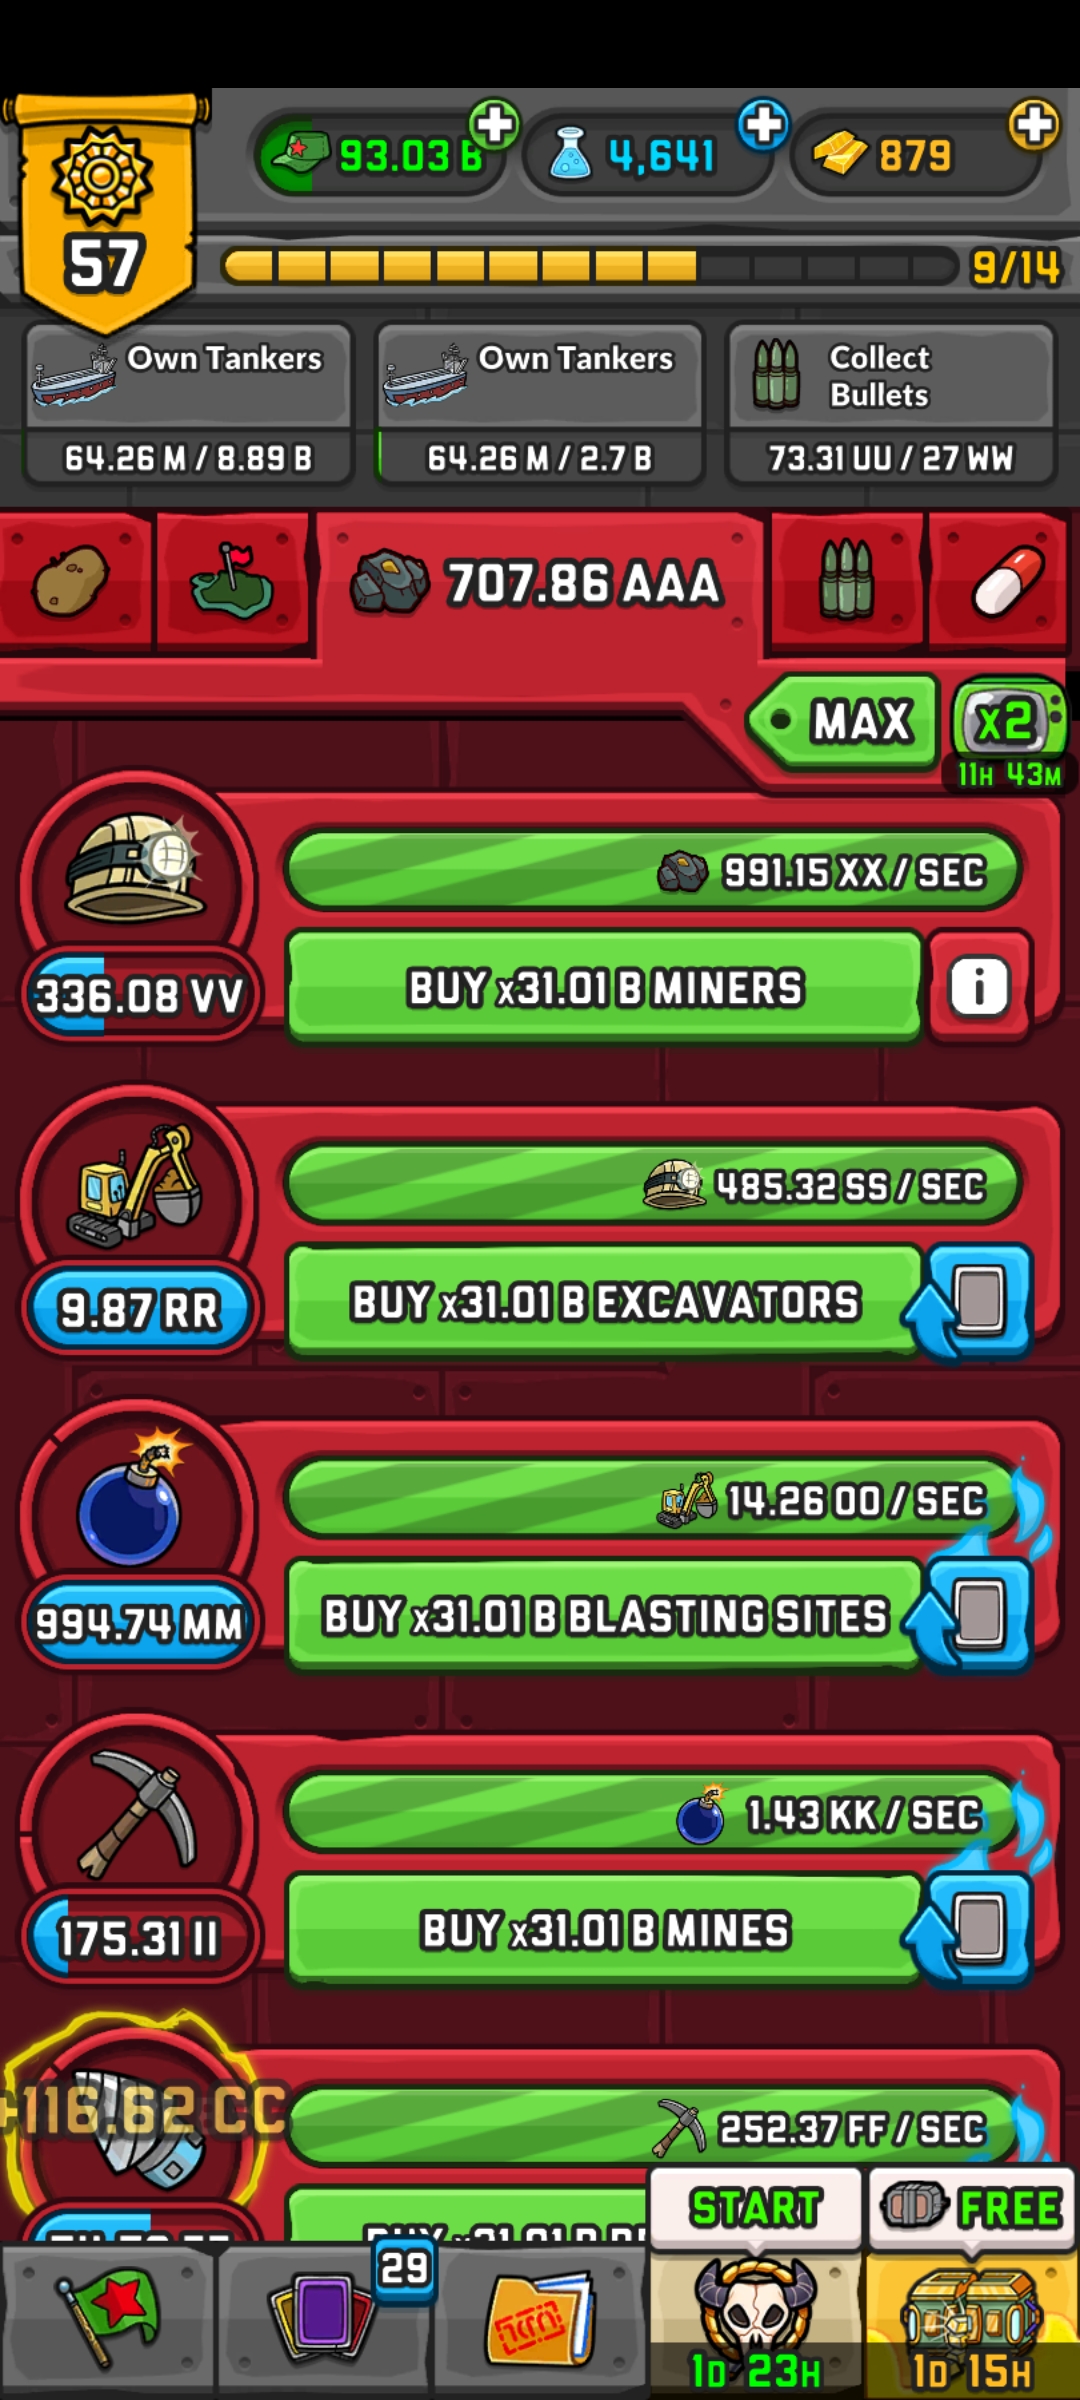 93.03 B
4,641
879
57
9/14
Own Tankers
64.26 M / 8.89 B
Own Tankers
64.26 M / 2.7 B
Collect
Bullets
73.31 UU / 27 WW
707.86 AAA
MAX
x2
11H 43M
991.15 XX / SEC
336.08 VV
BUY x31.01 B MINERS
i
485.32 SS / SEC
9.87 RR
BUY x31.01 B EXCAVATORS
14.26 OO / SEC
994.74 MM
BUY x31.01 B BLASTING SITES
1.43 KK / SEC
175.31 II
BUY x31.01 B MINES
+116.62 CC
252.37 FF / SEC
START
FREE
29
1D 23H
1D 15H